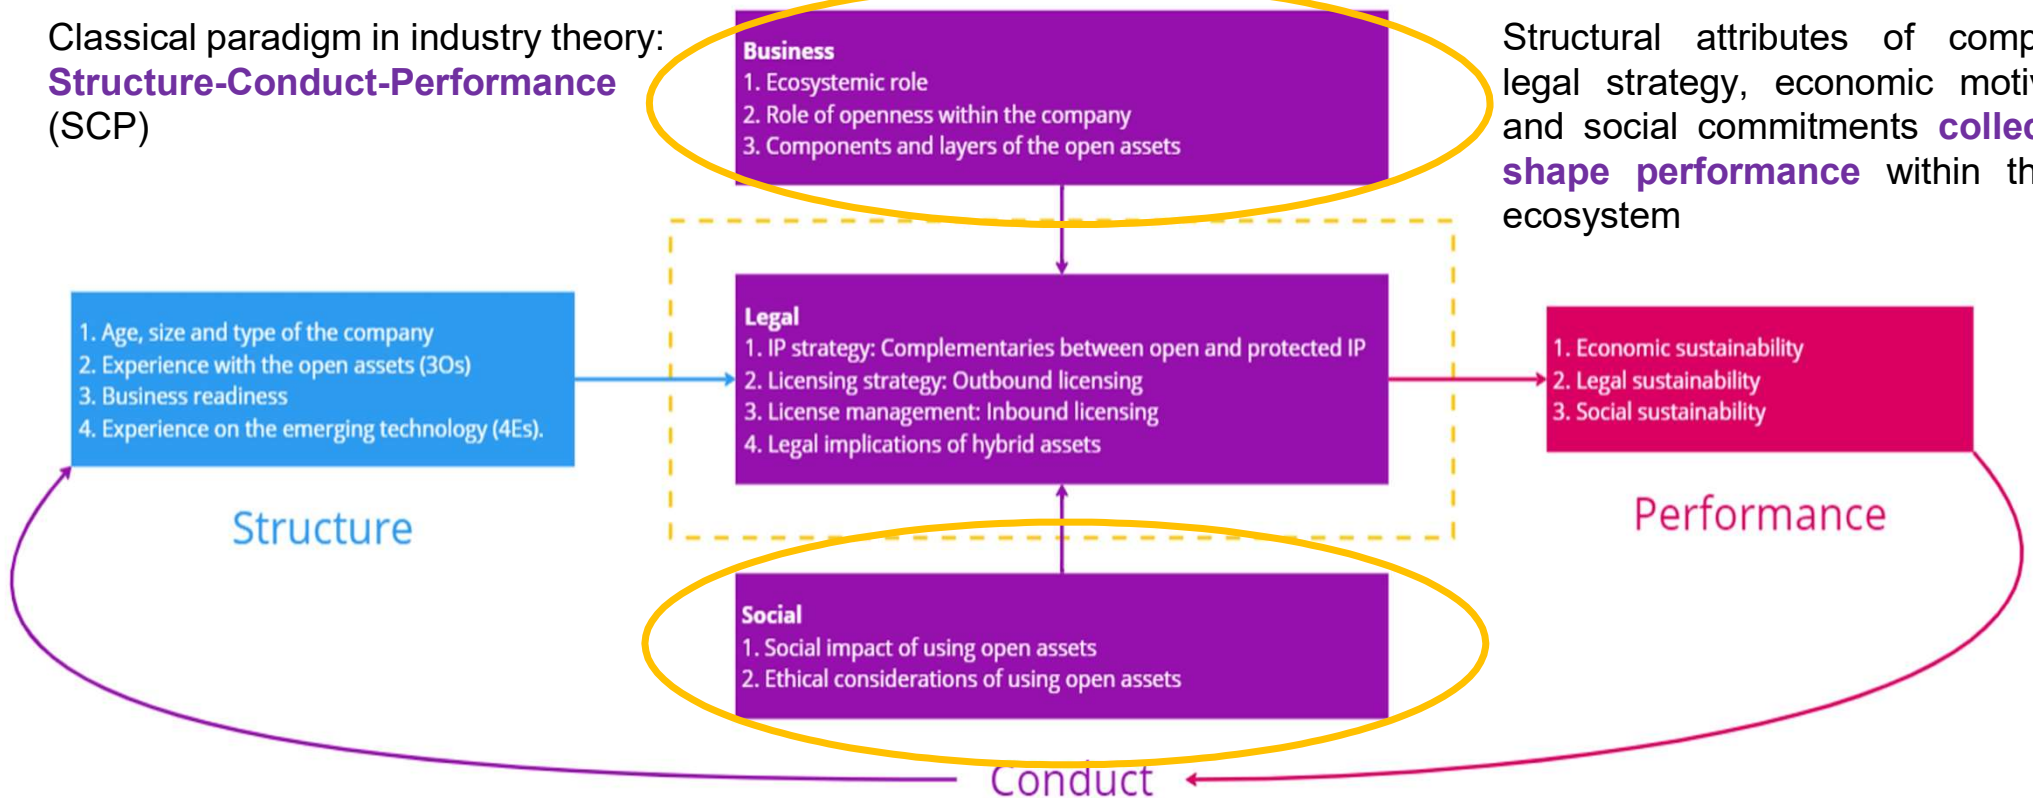 Classical paradigm in industry theory:
Structure-Conduct-Performance
(SCP)
Business
1. Ecosystemic role
2. Role of openness within the company
3. Components and layers of the open assets
Structural attributes of
legal strategy, economic
and social commitments
shape performance within
ecosystem
1. Age, size and type of the company
2. Experience with the open assets (3Os)
3. Business readiness
4. Experience on the emerging technology (4Es).
Structure
Legal
1. IP strategy: Complementaries between open and protected IP
2. Licensing strategy: Outbound licensing
3. License management: Inbound licensing
4. Legal implications of hybrid assets
1. Economic sustainability
2. Legal sustainability
3. Social sustainability
Performance
Social
1. Social impact of using open assets
2. Ethical considerations of using open assets
Conduct